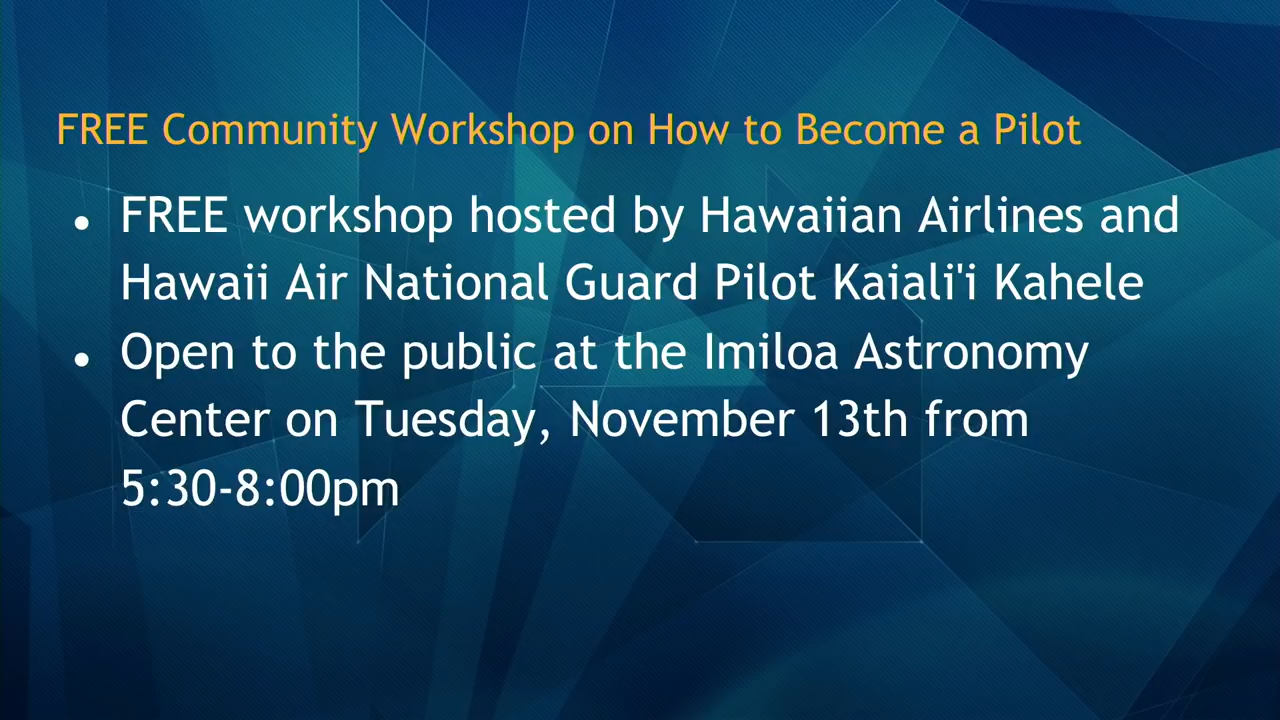 FREE Community Workshop on How to Become a Pilot
• FREE workshop hosted by Hawaiian Airlines and
Hawaii Air National Guard Pilot Kaiali'i Kahele
• Open to the public at the Imiloa Astronomy
Center on Tuesday, November 13th from
5:30-8:00pm